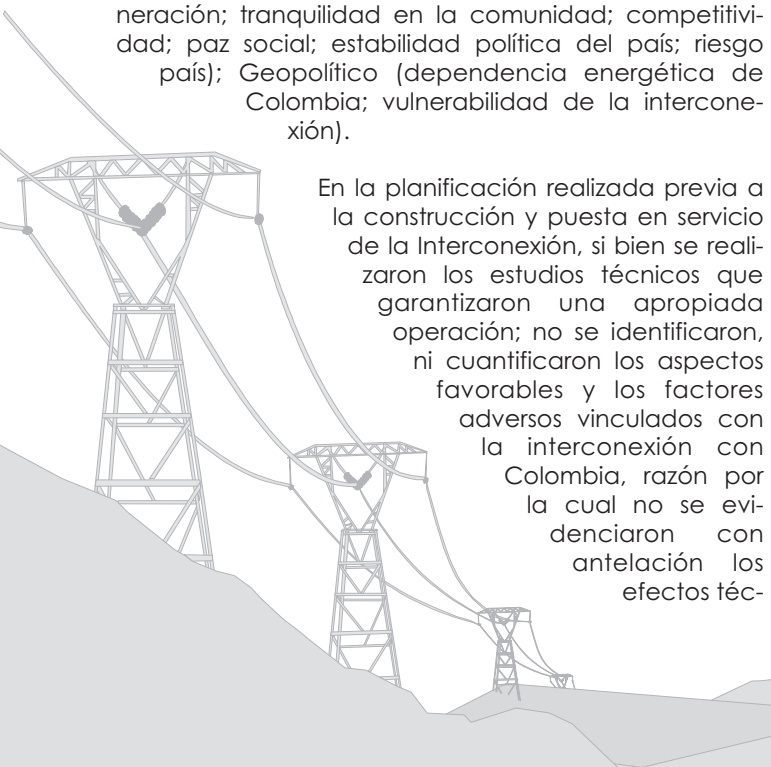 neración; tranquilidad en la comunidad; competitivi-
dad; paz social; estabilidad política del país; riesgo
país); Geopolítico (dependencia energética de
Colombia; vulnerabilidad de la intercone-
xión).
En la planificación realizada previa a
la construcción y puesta en servicio
de la Interconexión, si bien se reali-
zaron los estudios técnicos que
garantizaron una apropiada
operación; no se identificaron,
ni cuantificaron los aspectos
favorables y los factores
adversos vinculados con
la interconexión con
Colombia, razón por
la cual no se evi-
denciaron con
antelación los
efectos téc-